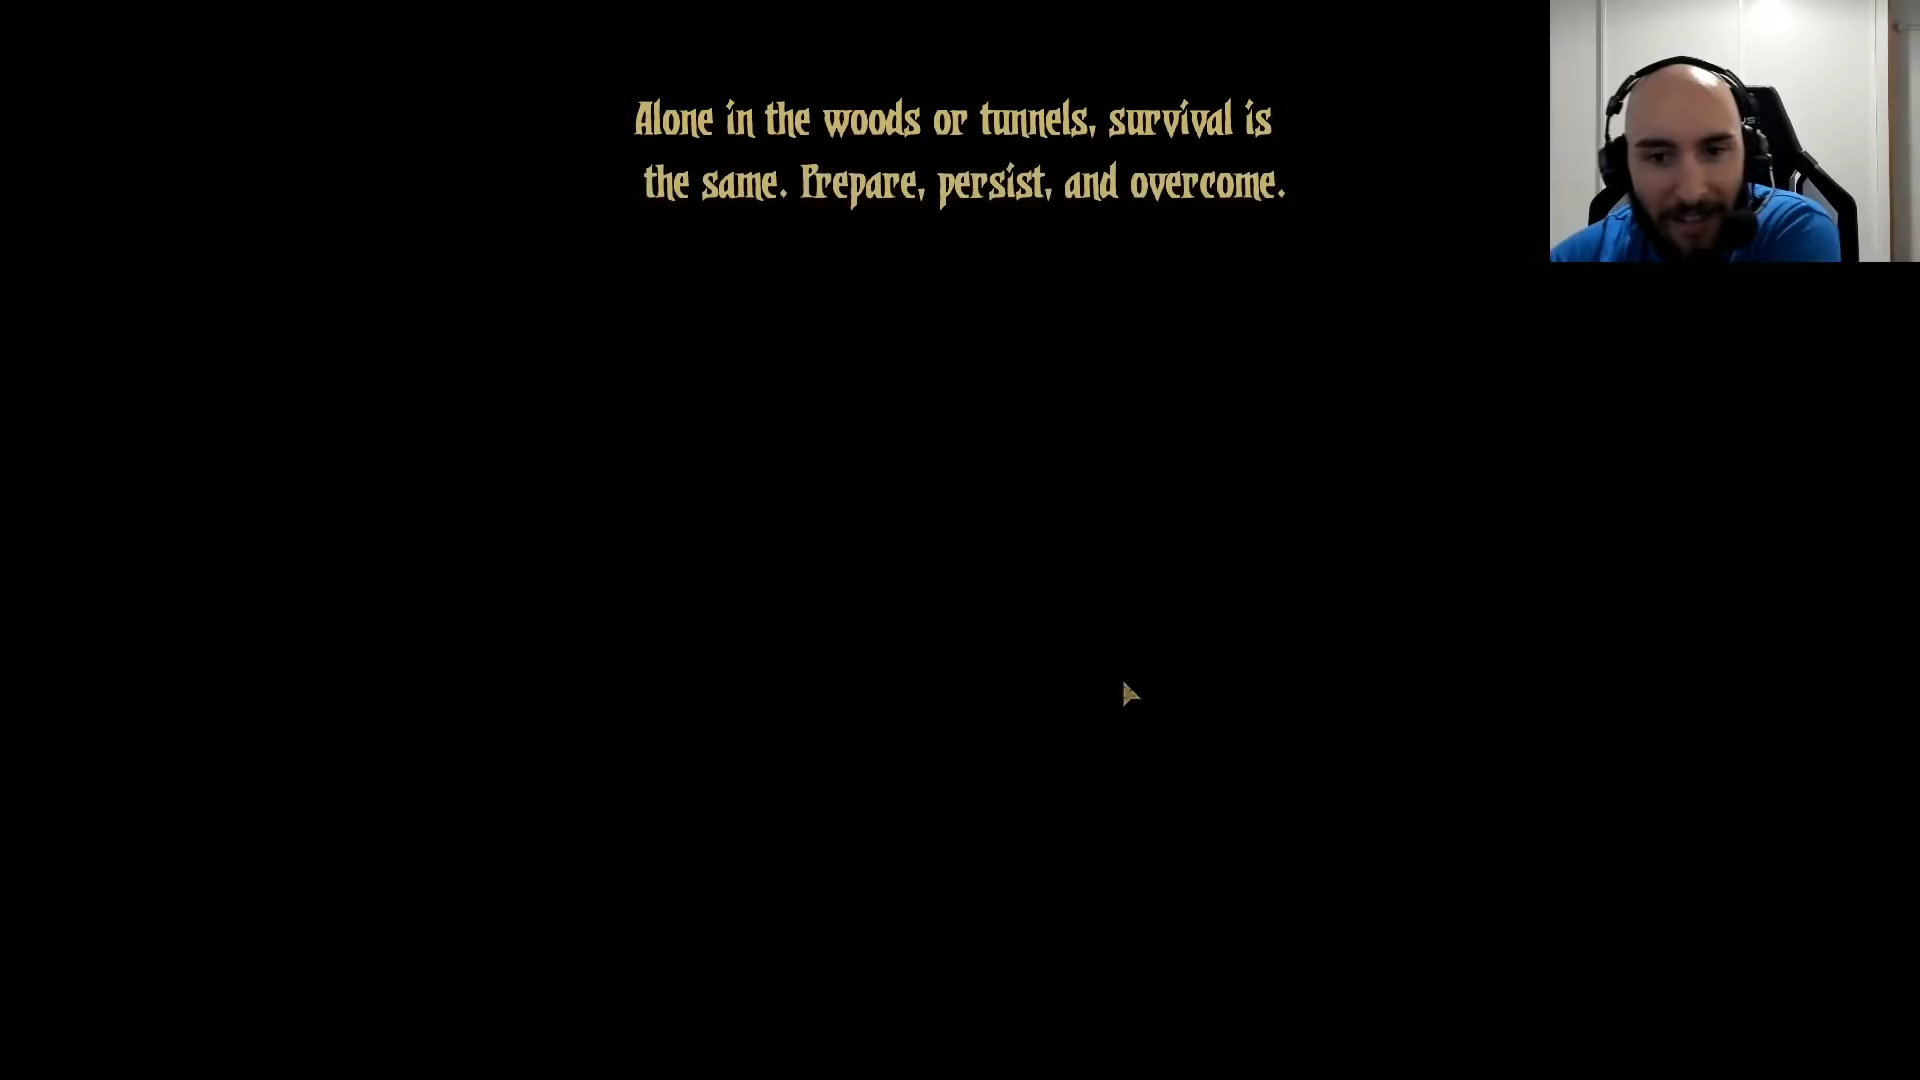 Alone in the woods or tunnels, survival is
the same. Prepare, persist, and overcome.